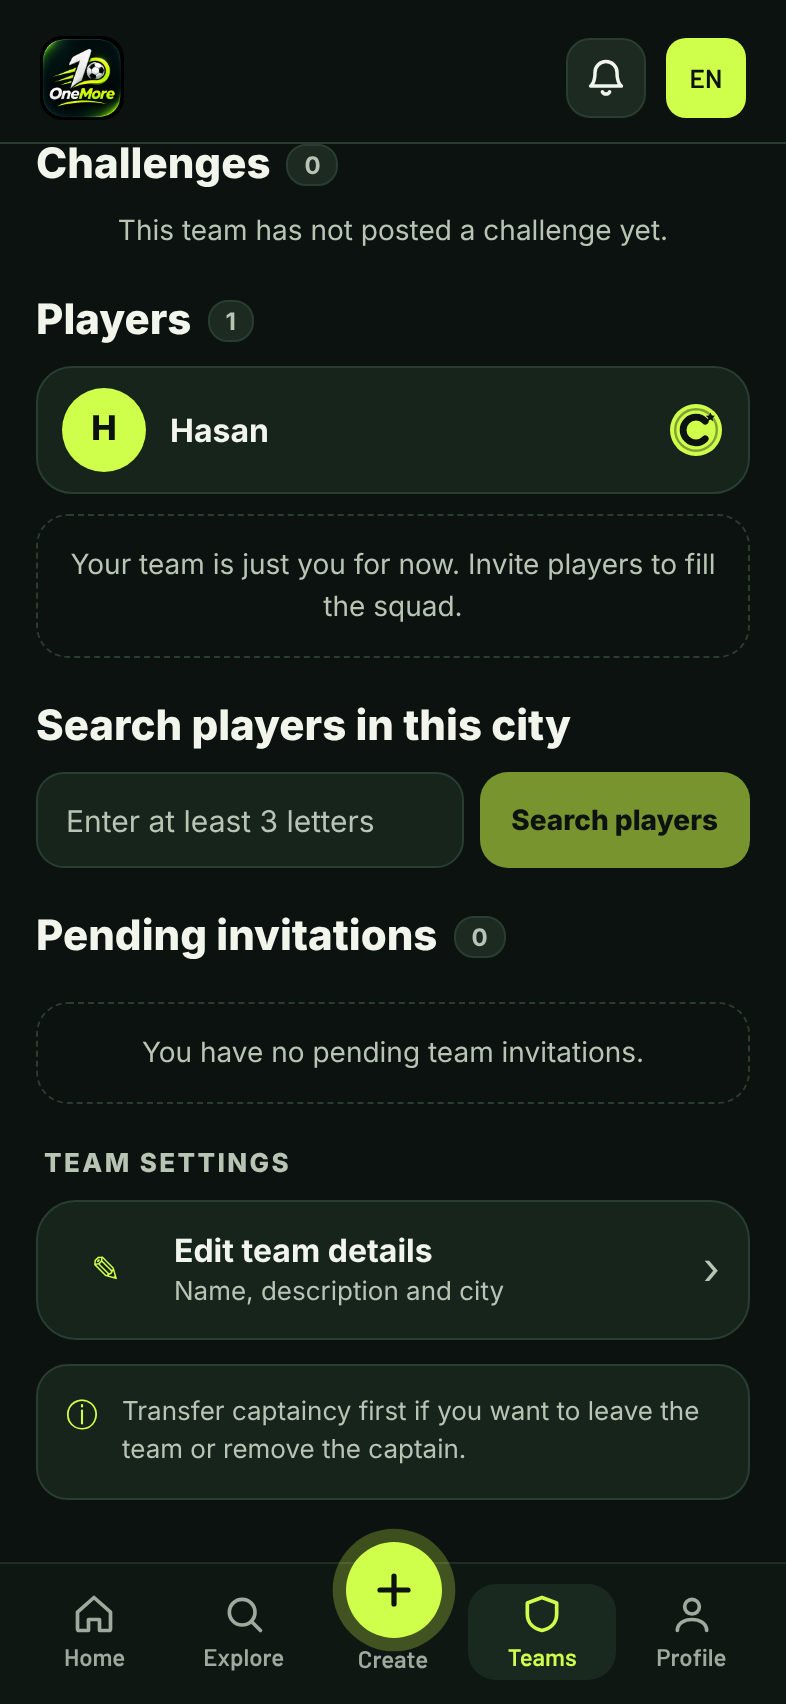 OneMore
EN
Challenges 0
This team has not posted a challenge yet.
Players 1
H Hasan C
Your team is just you for now. Invite players to fill
the squad.
Search players in this city
Enter at least 3 letters Search players
Pending invitations 0
You have no pending team invitations.
TEAM SETTINGS
Edit team details
Name, description and city
Transfer captaincy first if you want to leave the
team or remove the captain.
Home Explore Create Teams Profile